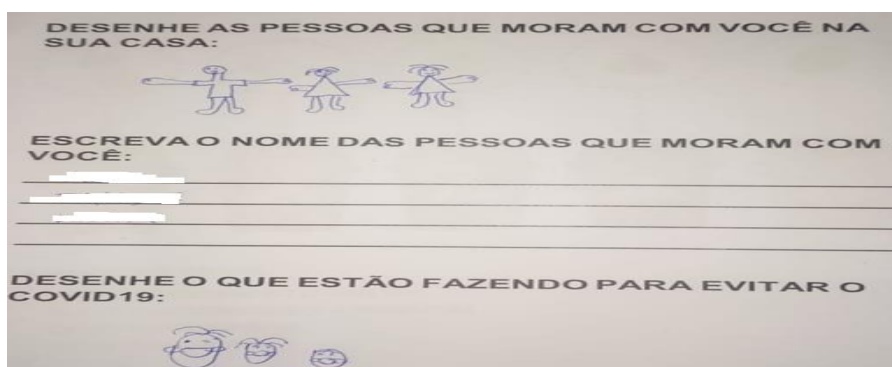 DESENHE AS PESSOAS QUE MORAM COM VOCÊ NA
SUA CASA:
ESCREVA O NOME DAS PESSOAS QUE MORAM COM
VOCÊ:
DESENHE O QUE ESTÃO FAZENDO PARA EVITAR O
COVID19: